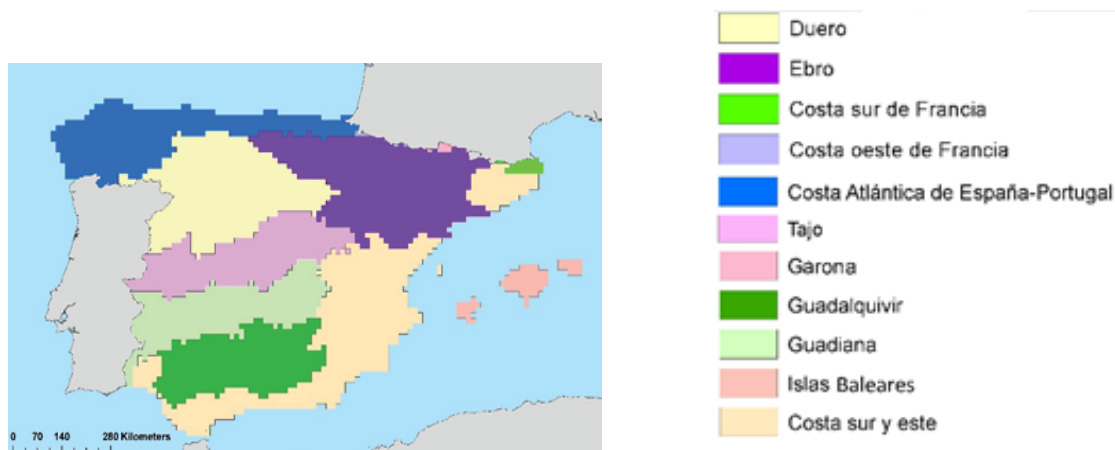 0 70 140 280 Kilometers
Duero
Ebro
Costa sur de Francia
Costa oeste de Francia
Costa Atlántica de España-Portugal
Tajo
Garona
Guadalquivir
Guadiana
Islas Baleares
Costa sur y este